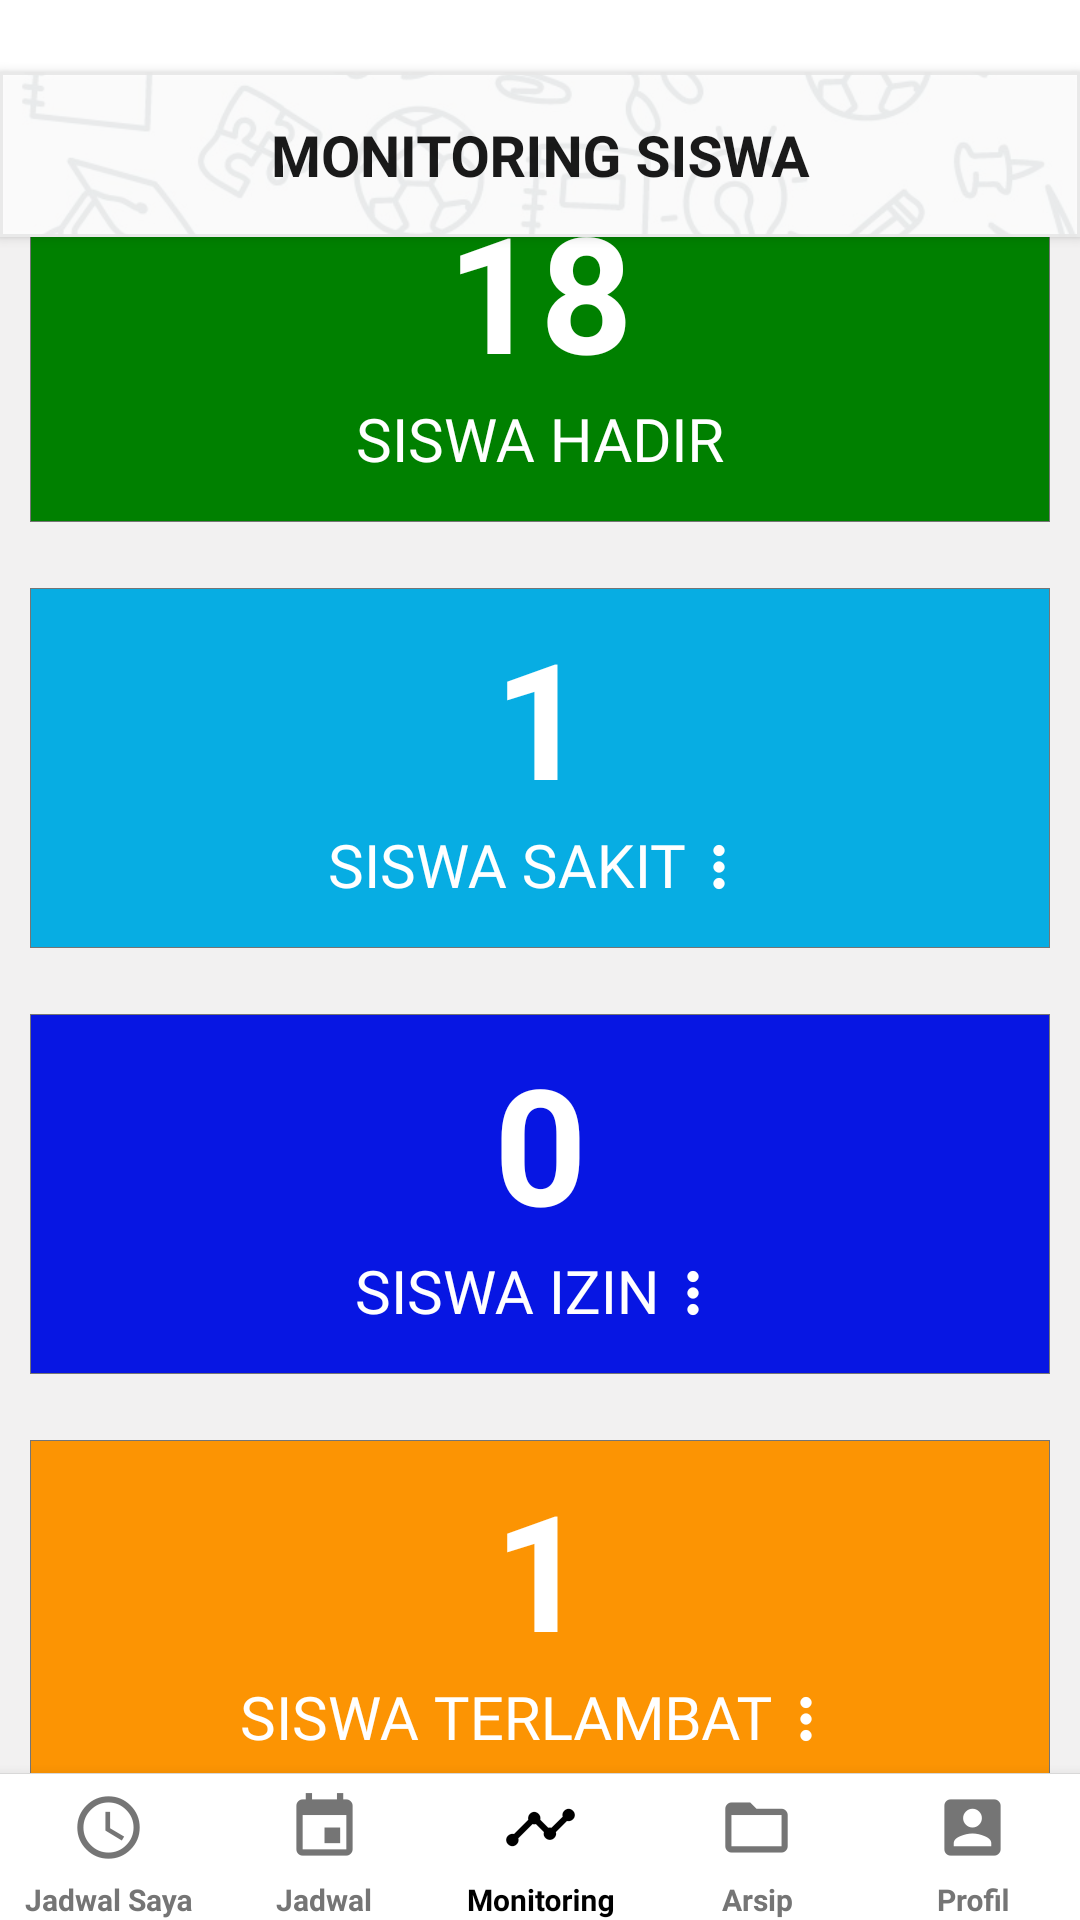 MONITORING SISWA
18
SISWA HADIR
1
SISWA SAKIT
0
SISWA IZIN
1
SISWA TERLAMBAT
Jadwal Saya
Jadwal
Monitoring
Arsip
Profil